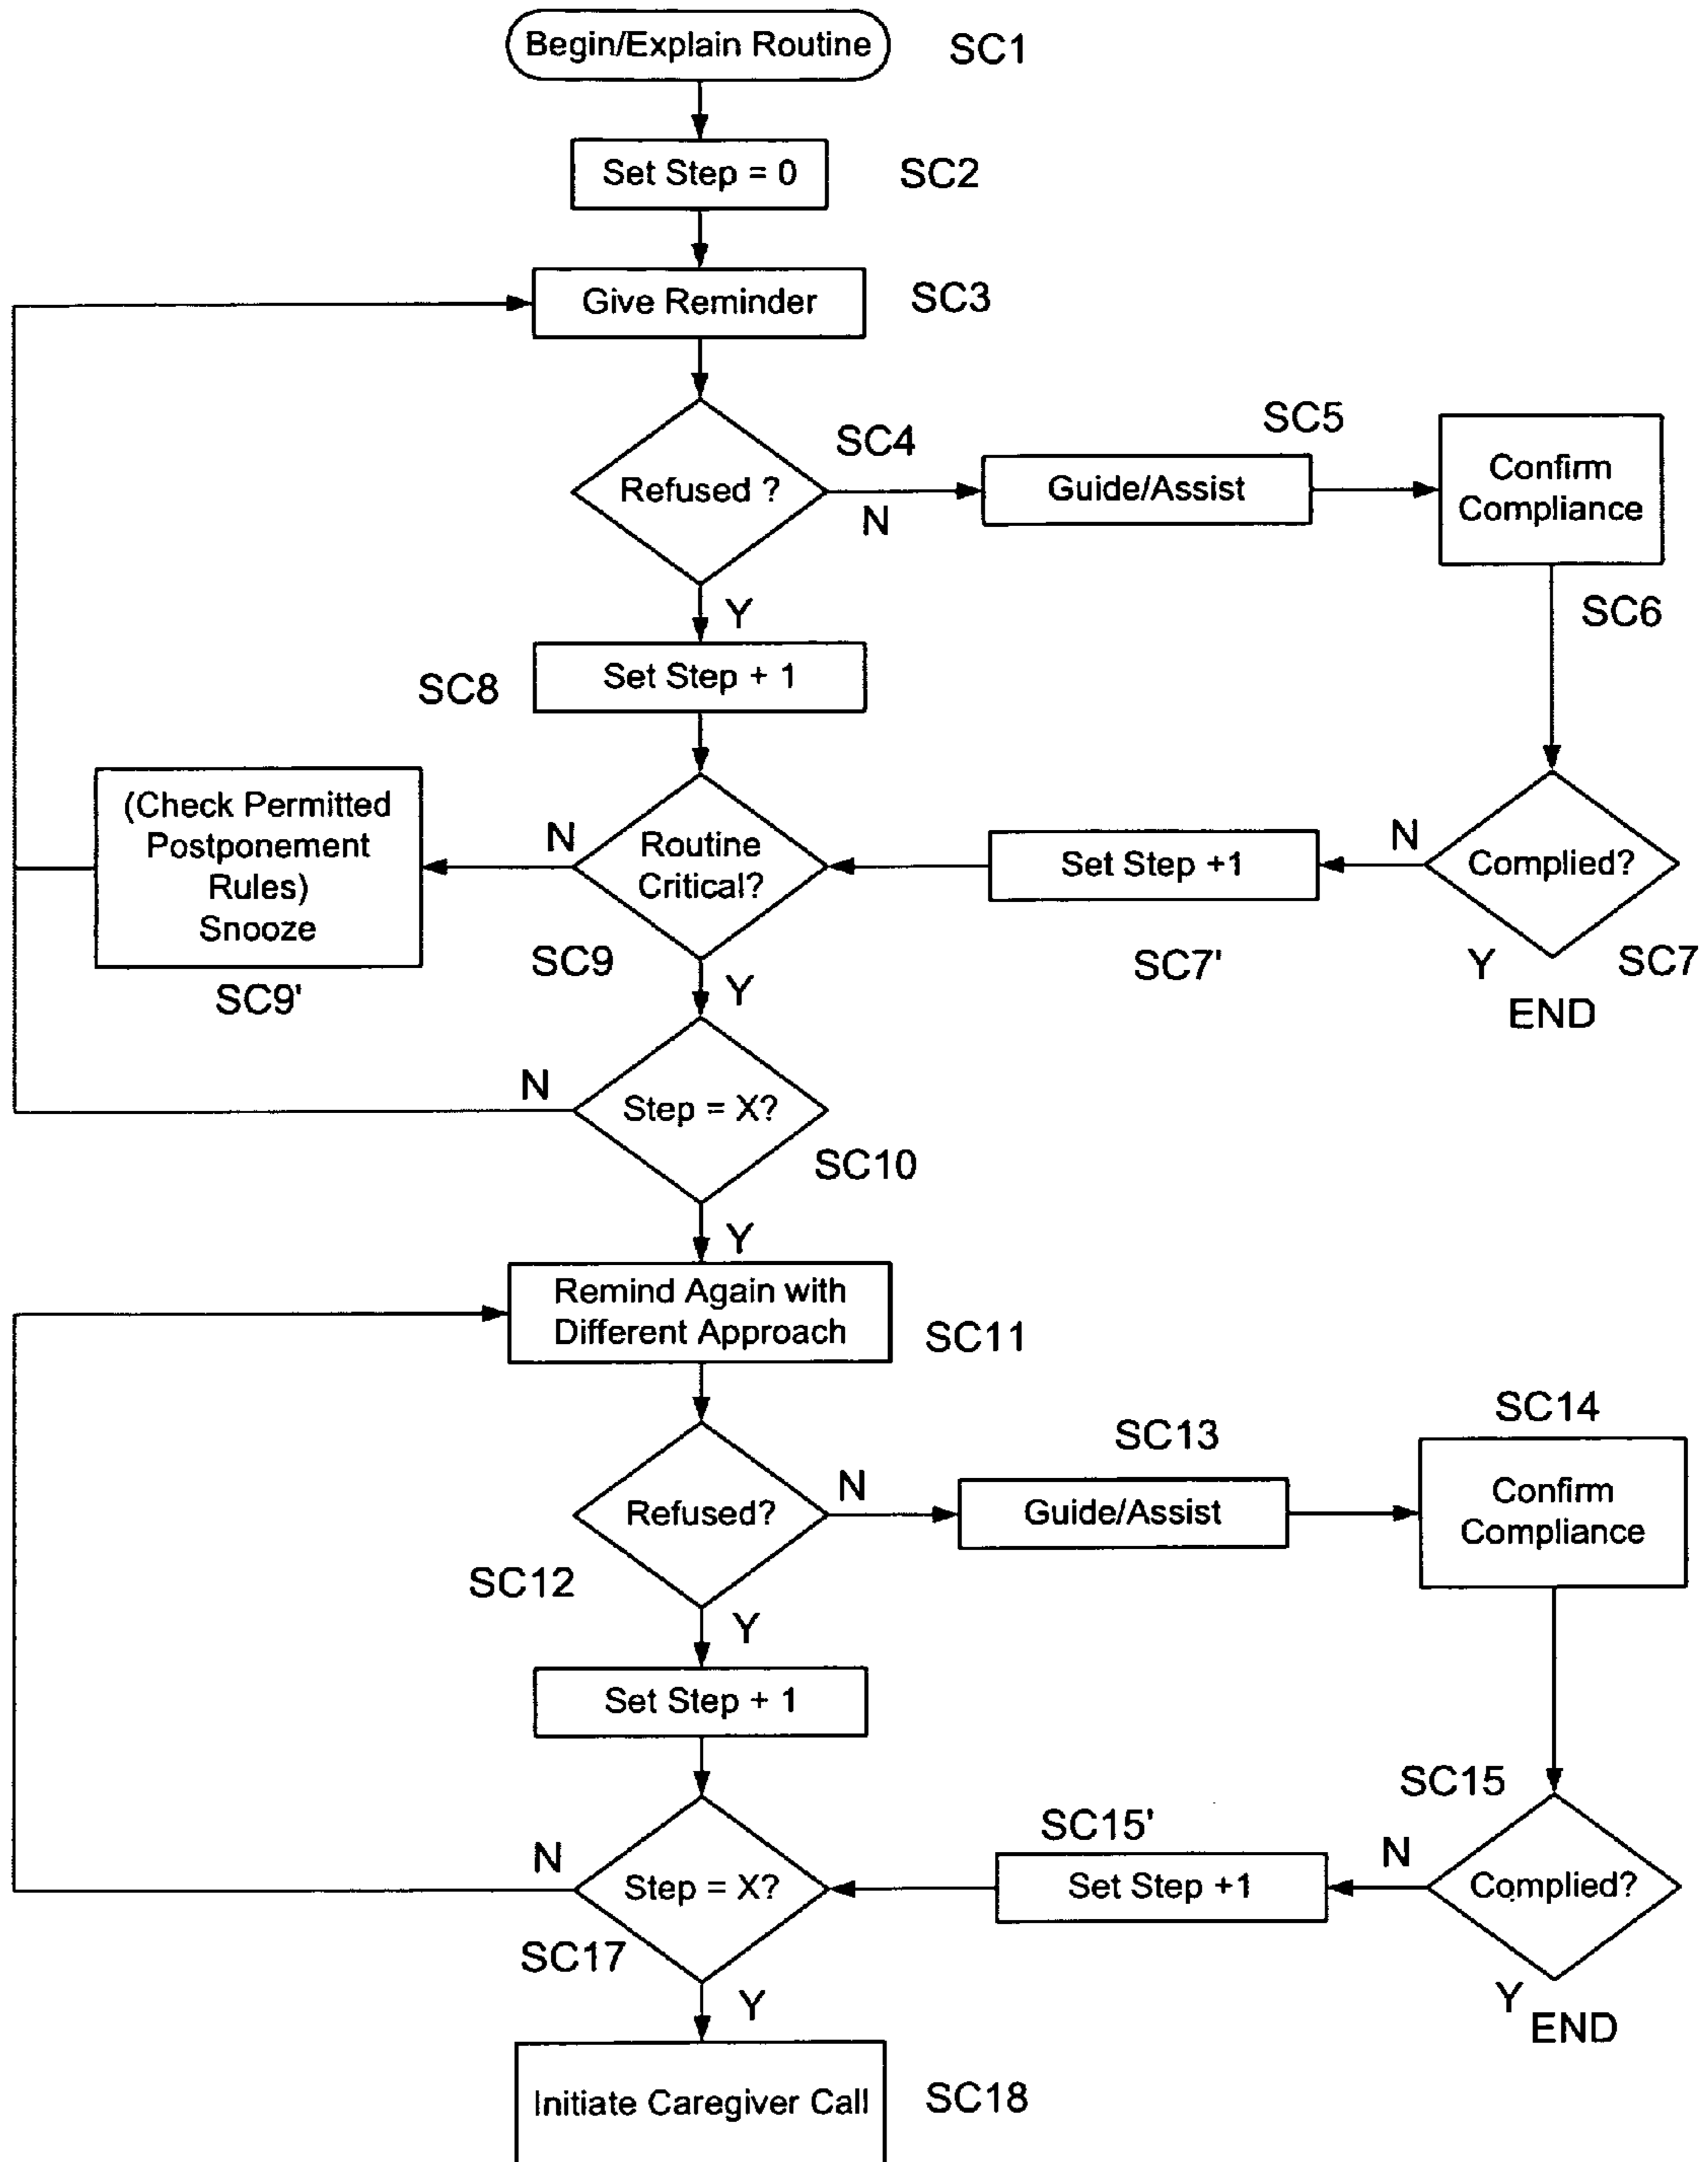 Begin/Explain Routine
SC1
Set Step = 0
SC2
Give Reminder
SC3
Refused ?
SC4
N
Guide/Assist
SC5
Confirm
Compliance
SC6
Y
Set Step + 1
SC8
(Check Permitted
Postponement
Rules)
Snooze
SC9'
N
Routine
Critical?
SC9
Set Step +1
SC7'
N
Complied?
SC7
Y
END
Y
N
Step = X?
SC10
Y
Remind Again with
Different Approach
SC11
Refused?
SC12
N
SC13
Guide/Assist
SC14
Confirm
Compliance
Y
Set Step + 1
N
Step = X?
SC17
SC15'
Set Step +1
N
SC15
Complied?
Y
END
Y
Initiate Caregiver Call
SC18